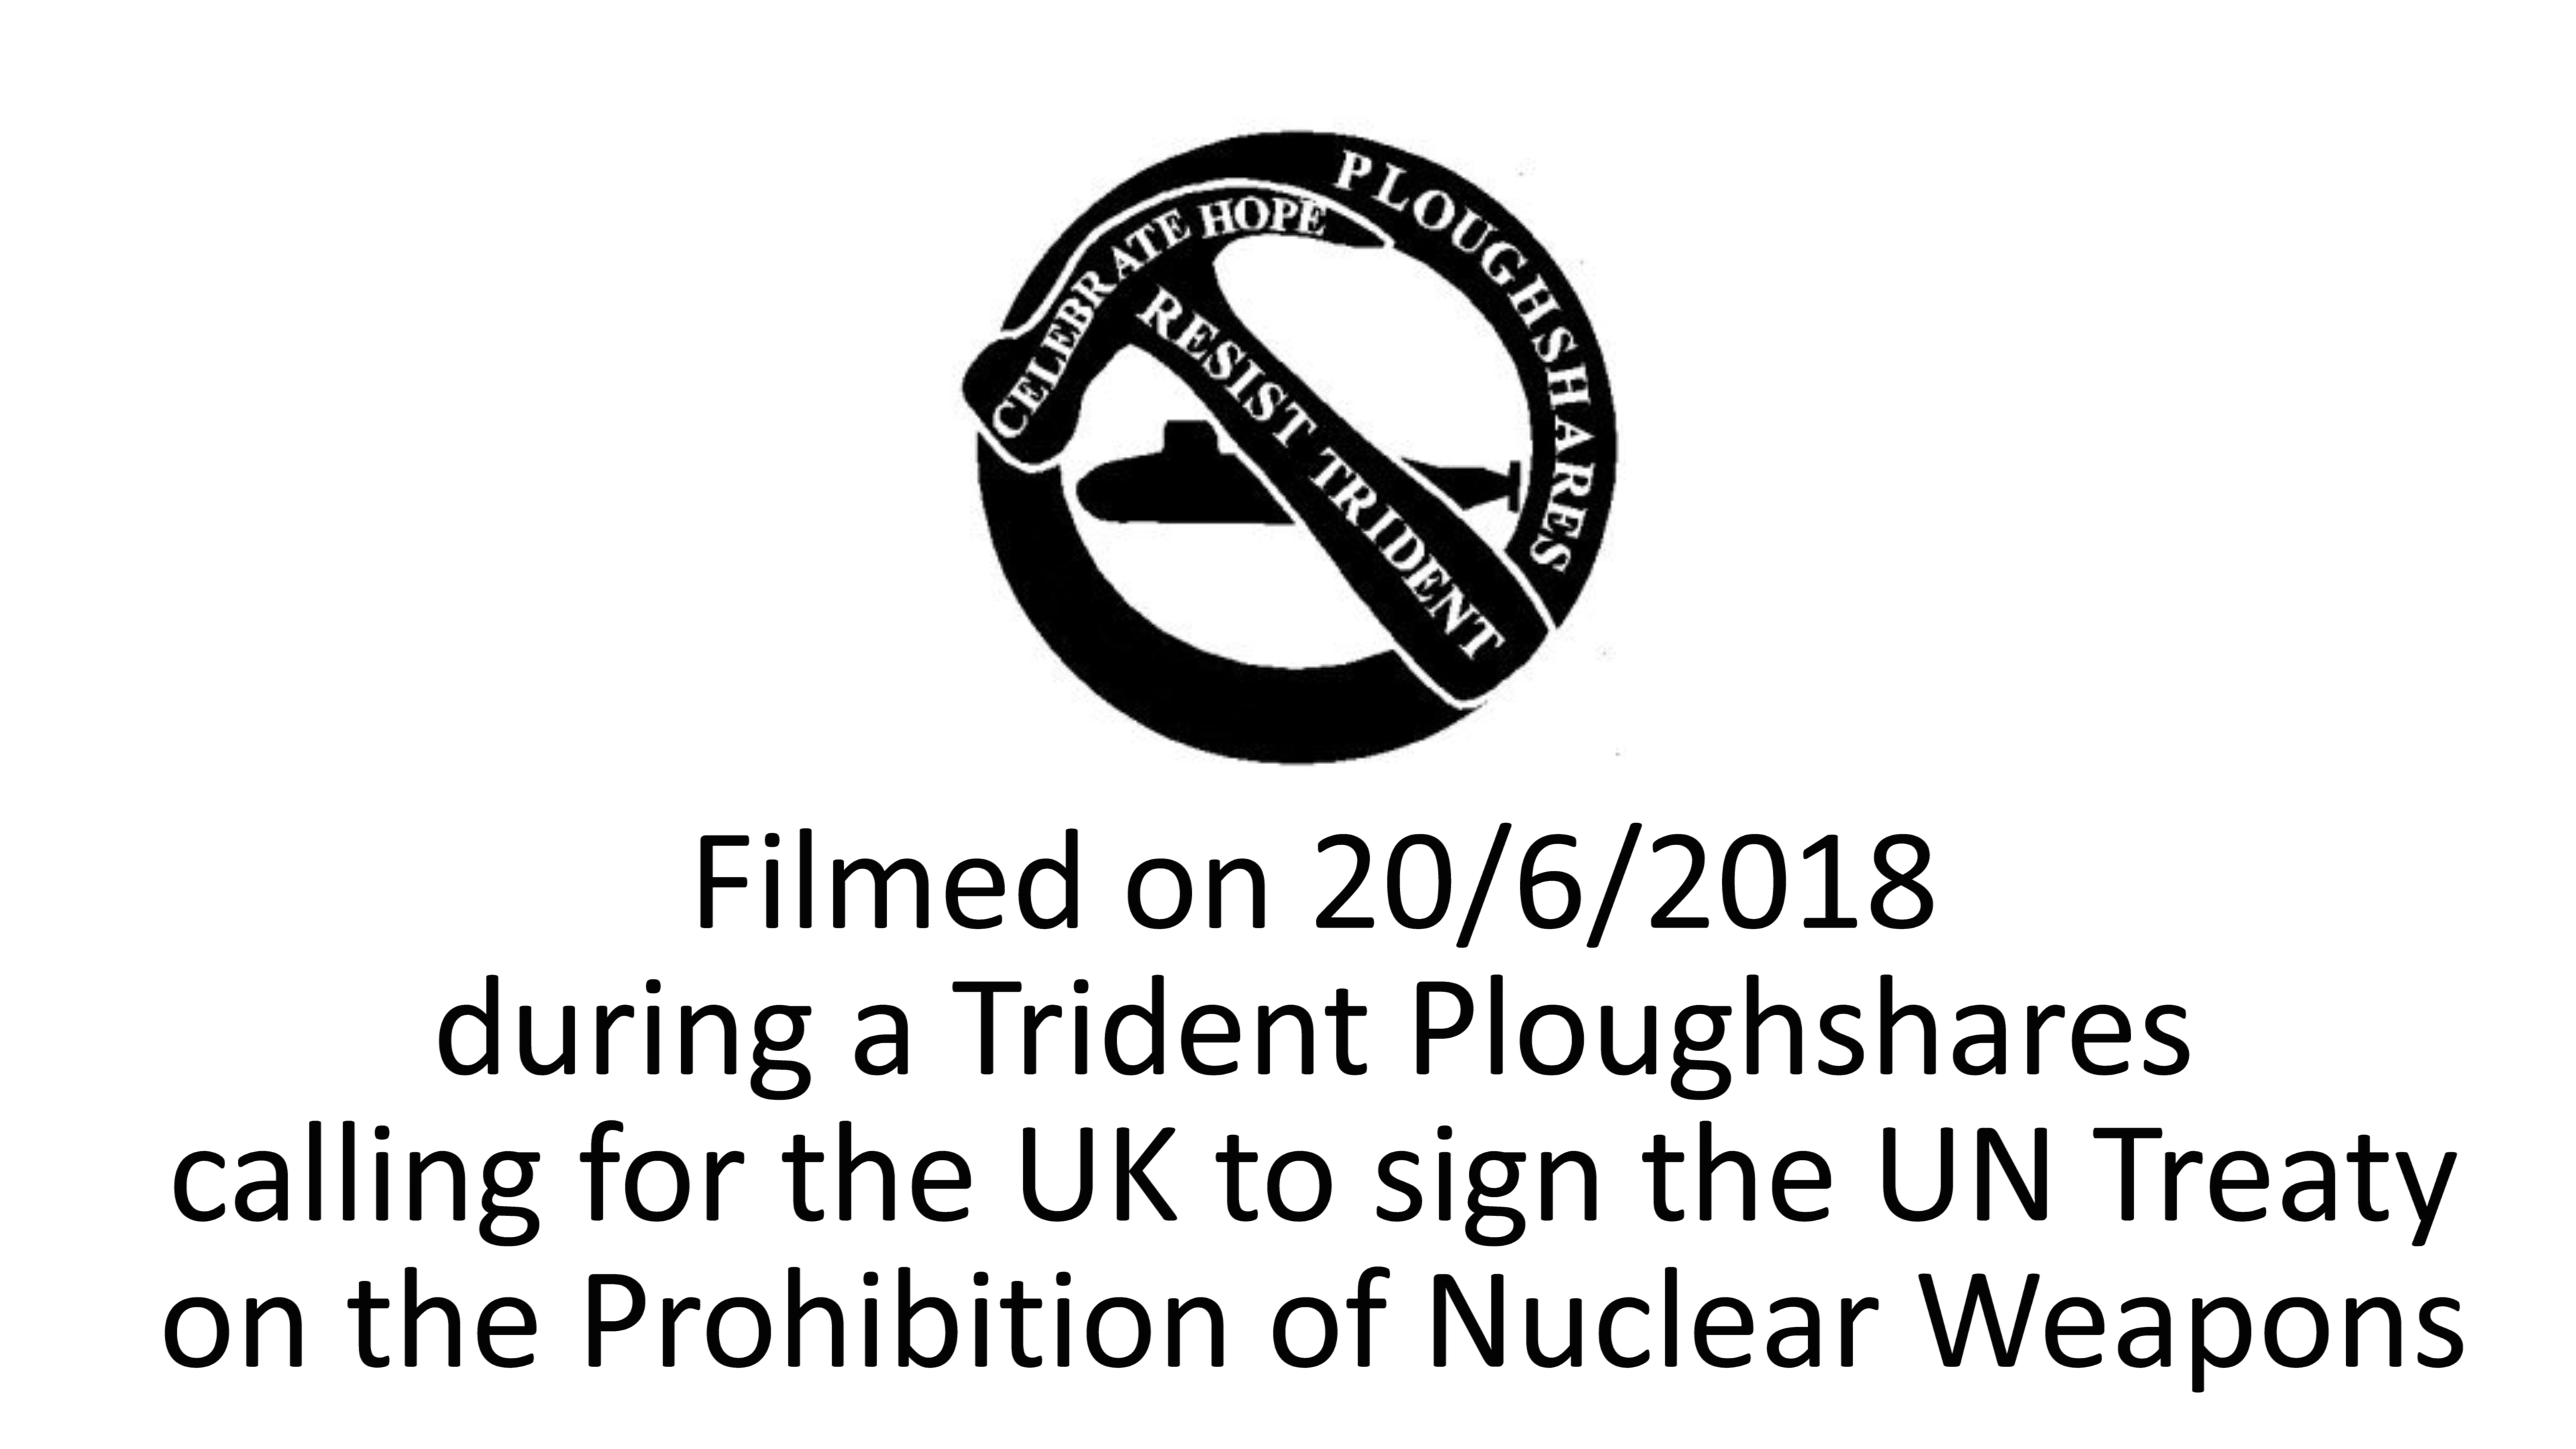 PLOUGHSHARES
CELEBRATE HOPE
RESIST TRIDENT
Filmed on 20/6/2018
during a Trident Ploughshares
calling for the UK to sign the UN Treaty
on the Prohibition of Nuclear Weapons